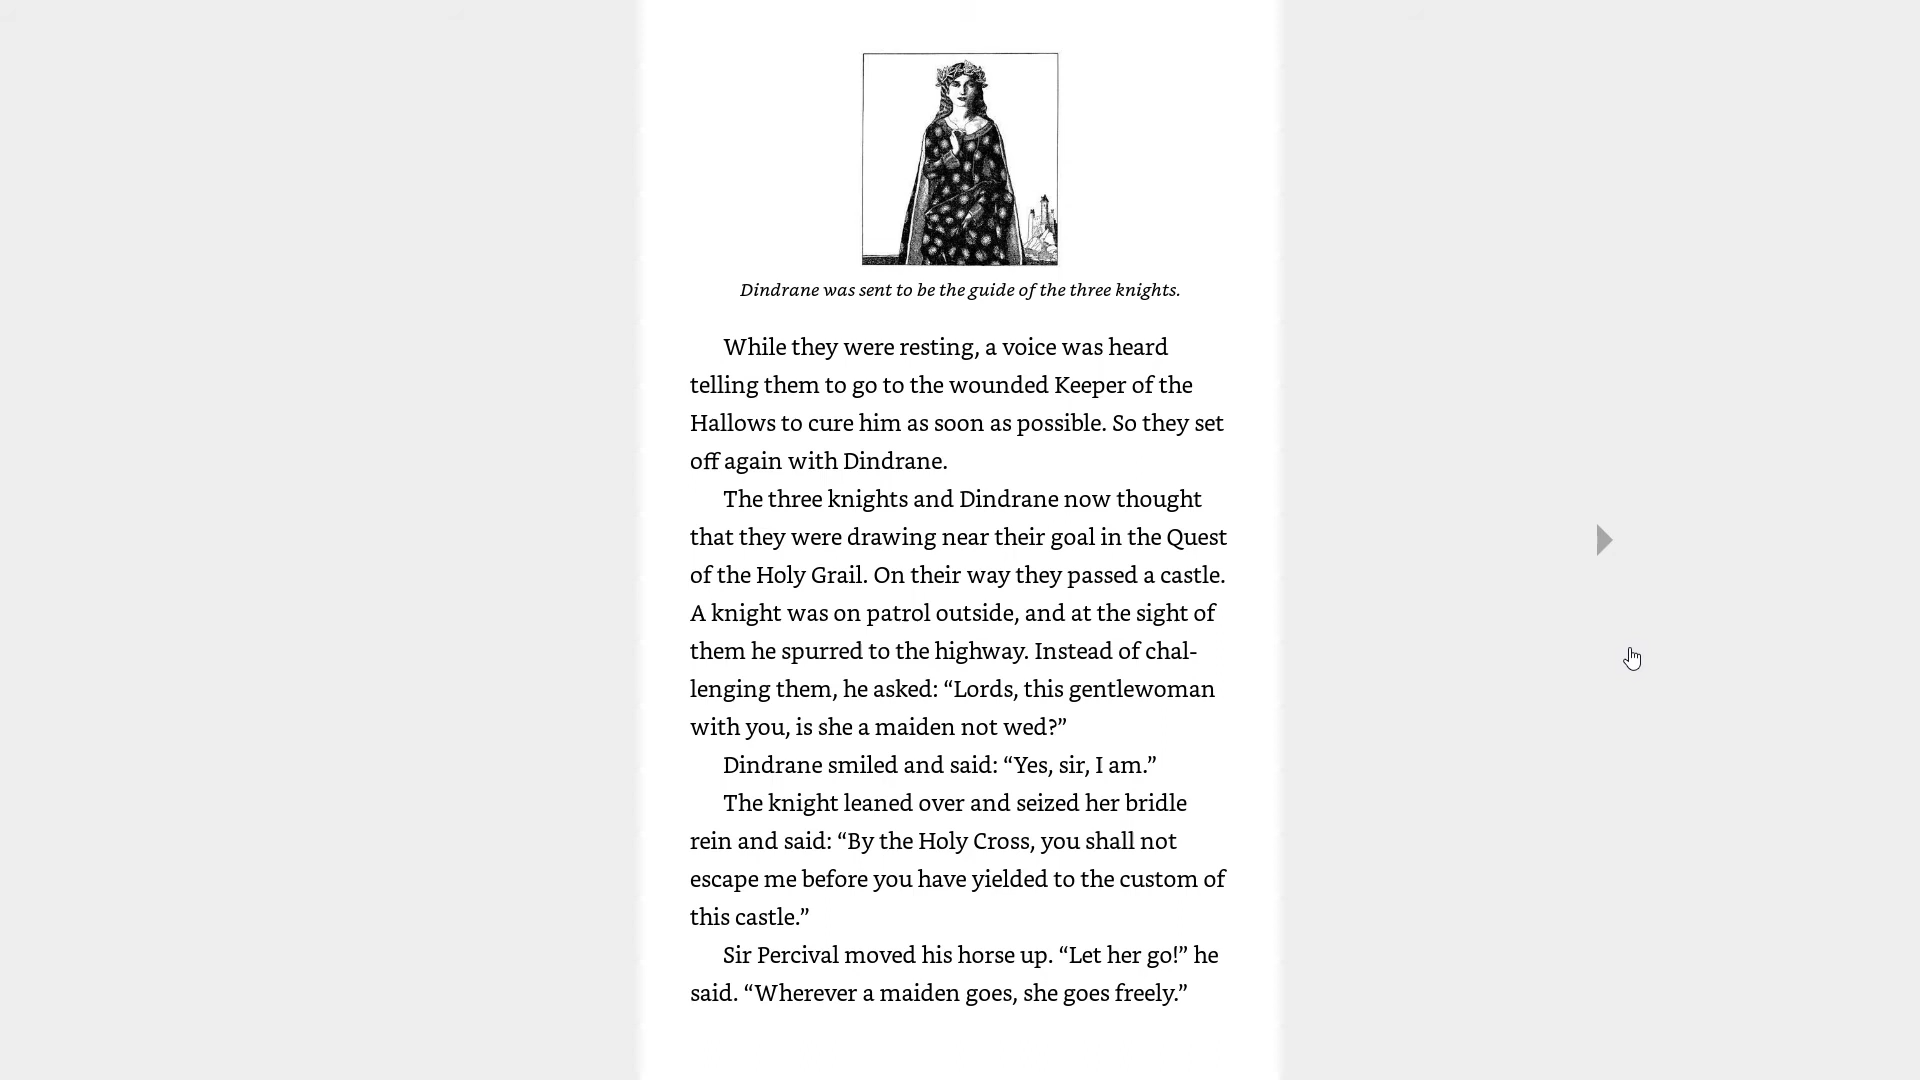 Dindrane was sent to be the guide of the three knights.
While they were resting, a voice was heard
telling them to go to the wounded Keeper of the
Hallows to cure him as soon as possible. So they set
off again with Dindrane.
The three knights and Dindrane now thought
that they were drawing near their goal in the Quest
of the Holy Grail. On their way they passed a castle.
A knight was on patrol outside, and at the sight of
them he spurred to the highway. Instead of chal-
lenging them, he asked: “Lords, this gentlewoman
with you, is she a maiden not wed?”
Dindrane smiled and said: “Yes, sir, I am.”
The knight leaned over and seized her bridle
rein and said: “By the Holy Cross, you shall not
escape me before you have yielded to the custom of
this castle.”
Sir Percival moved his horse up. “Let her go!” he
said. “Wherever a maiden goes, she goes freely.”